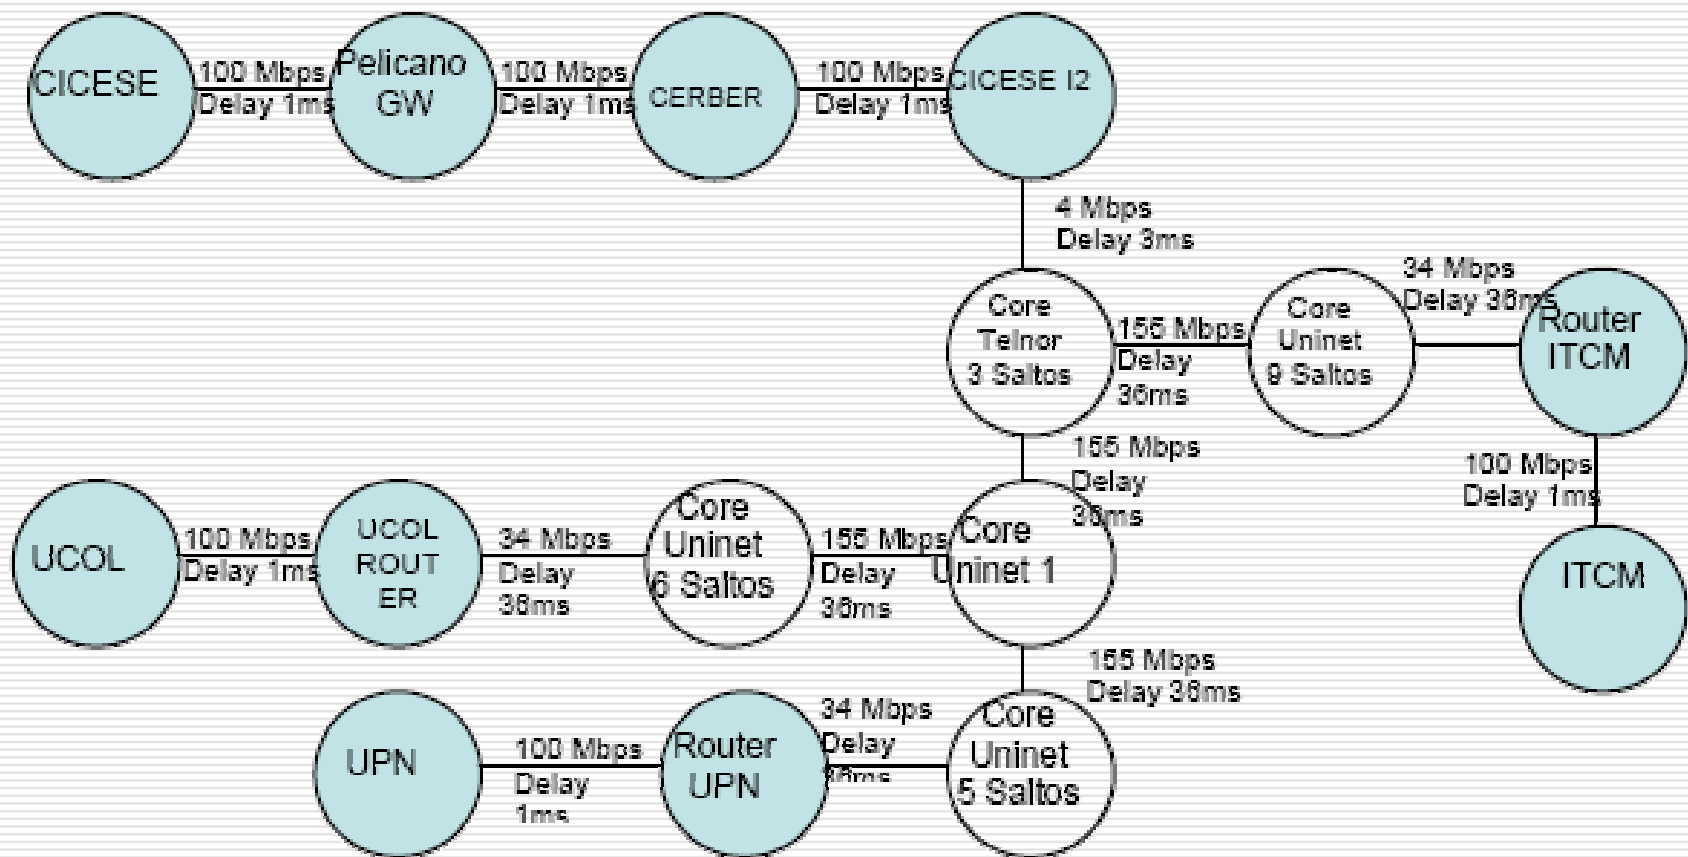 CICESE
100 Mbps
Delay 1ms
Pelicano
GW
100 Mbps
Delay 1ms
CERBER
100 Mbps
Delay 1ms
CICESE I2
4 Mbps
Delay 3ms
Core
Telnor
3 Saltos
155 Mbps
Delay
36ms
Core
Uninet
9 Saltos
34 Mbps
Delay 36ms
Router
ITCM
155 Mbps
Delay
36ms
100 Mbps
Delay 1ms
ITCM
UCOL
100 Mbps
Delay 1ms
UCOL
ROUT
ER
34 Mbps
Delay
36ms
Core
Uninet
6 Saltos
155 Mbps
Delay
36ms
Core
Uninet 1
155 Mbps
Delay 36ms
UPN
100 Mbps
Delay
1ms
Router
UPN
34 Mbps
Delay
36ms
Core
Uninet
5 Saltos